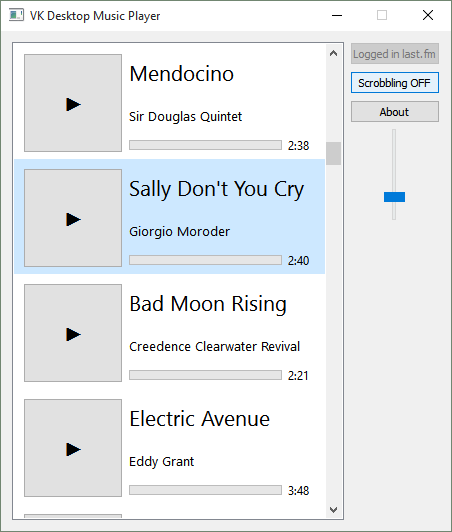 VK Desktop Music Player
Mendocino
Sir Douglas Quintet
2:38
Sally Don't You Cry
Giorgio Moroder
2:40
Bad Moon Rising
Creedence Clearwater Revival
2:21
Electric Avenue
Eddy Grant
3:48
Logged in last.fm
Scrobbling OFF
About